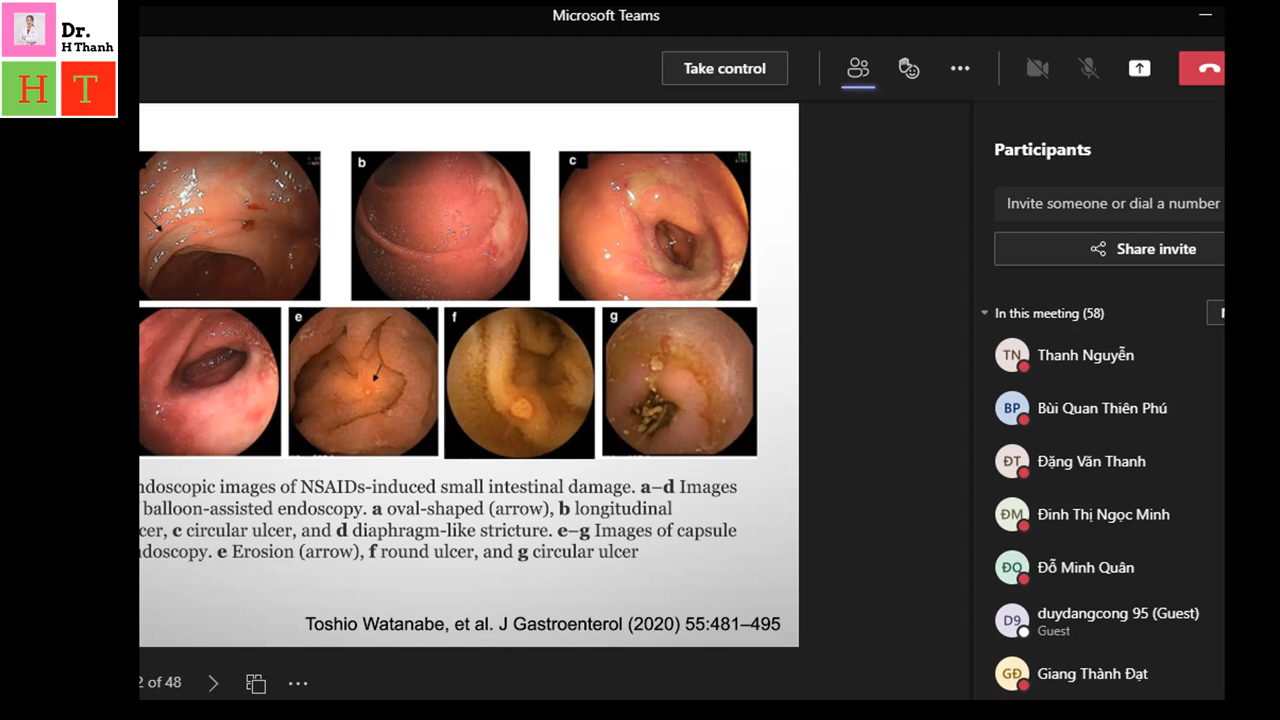 Dr.
H Thanh
H T
Microsoft Teams
Take control
b
c
e
f
g
ndoscopic images of NSAIDs-induced small intestinal damage. a–d Images
balloon-assisted endoscopy. a oval-shaped (arrow), b longitudinal
cer, c circular ulcer, and d diaphragm-like stricture. e–g Images of capsule
doscopy. e Erosion (arrow), f round ulcer, and g circular ulcer
Toshio Watanabe, et al. J Gastroenterol (2020) 55:481–495
2 of 48
Participants
Invite someone or dial a number
Share invite
In this meeting (58)
TN Thanh Nguyễn
BP Bùi Quan Thiên Phú
ĐT Đặng Văn Thanh
ĐM Đinh Thị Ngọc Minh
ĐQ Đỗ Minh Quân
D9 duydangcong 95 (Guest)
Guest
GĐ Giang Thành Đạt